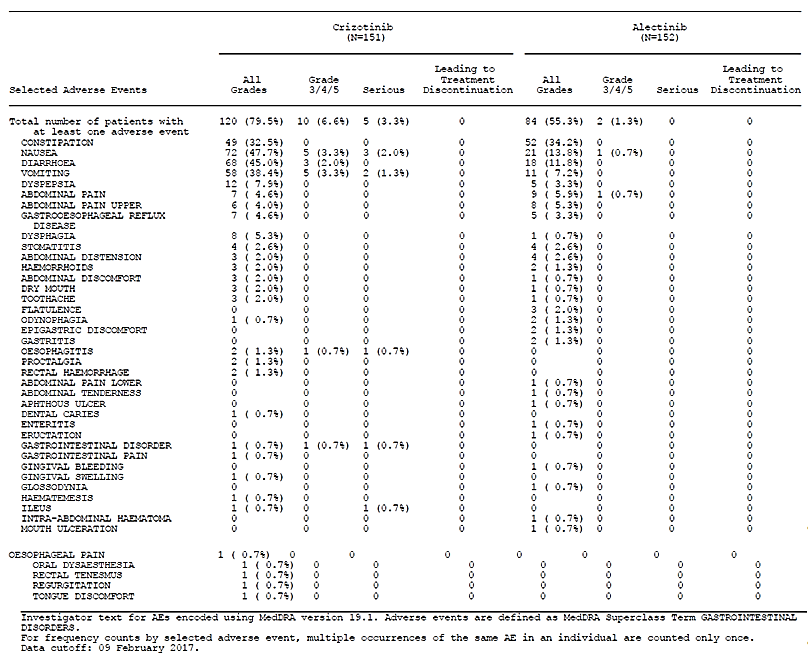 Crizotinib Alectinib
(N=151) (N=152)
Leading to Leading to
All Grade Treatment All Grade Treatment
Selected Adverse Events Grades 3/4/5 Serious Discontinuation Grades 3/4/5 Serious Discontinuation
Total number of patients with 120 (79.5%) 10 (6.6%) 5 (3.3%) 0 84 (55.3%) 2 (1.3%) 0 0
at least one adverse event
CONSTIPATION 49 (32.5%) 0 0 0 52 (34.2%) 0 0 0
NAUSEA 72 (47.7%) 5 (3.3%) 3 (2.0%) 0 21 (13.8%) 1 (0.7%) 0 0
DIARRHOEA 68 (45.0%) 3 (2.0%) 0 0 18 (11.8%) 0 0 0
VOMITING 58 (38.4%) 5 (3.3%) 2 (1.3%) 0 11 ( 7.2%) 0 0 0
DYSPEPSIA 12 ( 7.9%) 0 0 0 5 ( 3.3%) 0 0 0
ABDOMINAL PAIN 7 ( 4.6%) 0 0 0 9 ( 5.9%) 1 (0.7%) 0 0
ABDOMINAL PAIN UPPER 6 ( 4.0%) 0 0 0 8 ( 5.3%) 0 0 0
GASTROOESOPHAGEAL REFLUX 7 ( 4.6%) 0 0 0 5 ( 3.3%) 0 0 0
DISEASE
DYSPHAGIA 8 ( 5.3%) 0 0 0 1 ( 0.7%) 0 0 0
STOMATITIS 4 ( 2.6%) 0 0 0 4 ( 2.6%) 0 0 0
ABDOMINAL DISTENSION 3 ( 2.0%) 0 0 0 4 ( 2.6%) 0 0 0
HAEMORRHOIDS 3 ( 2.0%) 0 0 0 2 ( 1.3%) 0 0 0
ABDOMINAL DISCOMFORT 3 ( 2.0%) 0 0 0 1 ( 0.7%) 0 0 0
DRY MOUTH 3 ( 2.0%) 0 0 0 1 ( 0.7%) 0 0 0
TOOTHACHE 3 ( 2.0%) 0 0 0 1 ( 0.7%) 0 0 0
FLATULENCE 0 0 0 0 3 ( 2.0%) 0 0 0
ODYNOPHAGIA 1 ( 0.7%) 0 0 0 2 ( 1.3%) 0 0 0
EPIGASTRIC DISCOMFORT 0 0 0 0 2 ( 1.3%) 0 0 0
GASTRITIS 0 0 0 0 2 ( 1.3%) 0 0 0
OESOPHAGITIS 2 ( 1.3%) 1 (0.7%) 1 (0.7%) 0 0 0 0 0
PROCTALGIA 2 ( 1.3%) 0 0 0 0 0 0 0
RECTAL HAEMORRHAGE 2 ( 1.3%) 0 0 0 0 0 0 0
ABDOMINAL PAIN LOWER 0 0 0 0 1 ( 0.7%) 0 0 0
ABDOMINAL TENDERNESS 0 0 0 0 1 ( 0.7%) 0 0 0
APHTHOUS ULCER 0 0 0 0 1 ( 0.7%) 0 0 0
DENTAL CARIES 1 ( 0.7%) 0 0 0 0 0 0 0
ENTERITIS 0 0 0 0 1 ( 0.7%) 0 0 0
ERUCTATION 0 0 0 0 1 ( 0.7%) 0 0 0
GASTROINTESTINAL DISORDER 1 ( 0.7%) 1 (0.7%) 1 (0.7%) 0 0 0 0 0
GASTROINTESTINAL PAIN 1 ( 0.7%) 0 0 0 0 0 0 0
GINGIVAL BLEEDING 0 0 0 0 1 ( 0.7%) 0 0 0
GINGIVAL SWELLING 1 ( 0.7%) 0 0 0 0 0 0 0
GLOSSODYNIA 0 0 0 0 1 ( 0.7%) 0 0 0
HAEMATEMESIS 1 ( 0.7%) 0 0 0 0 0 0 0
ILEUS 1 ( 0.7%) 0 1 (0.7%) 0 0 0 0 0
INTRA-ABDOMINAL HAEMATOMA 0 0 0 0 1 ( 0.7%) 0 0 0
MOUTH ULCERATION 0 0 0 0 1 ( 0.7%) 0 0 0
OESOPHAGEAL PAIN 1 ( 0.7%) 0 0 0 0 0 0 0
ORAL DYSAESTHESIA 1 ( 0.7%) 0 0 0 0 0 0 0
RECTAL TENESMUS 1 ( 0.7%) 0 0 0 0 0 0 0
REGURGITATION 1 ( 0.7%) 0 0 0 0 0 0 0
TONGUE DISCOMFORT 1 ( 0.7%) 0 0 0 0 0 0 0
Investigator text for AEs encoded using MedDRA version 19.1. Adverse events are defined as MedDRA Superclass Term GASTROINTESTINAL
DISORDERS.
For frequency counts by selected adverse event, multiple occurrences of the same AE in an individual are counted only once.
Data cutoff: 09 February 2017.